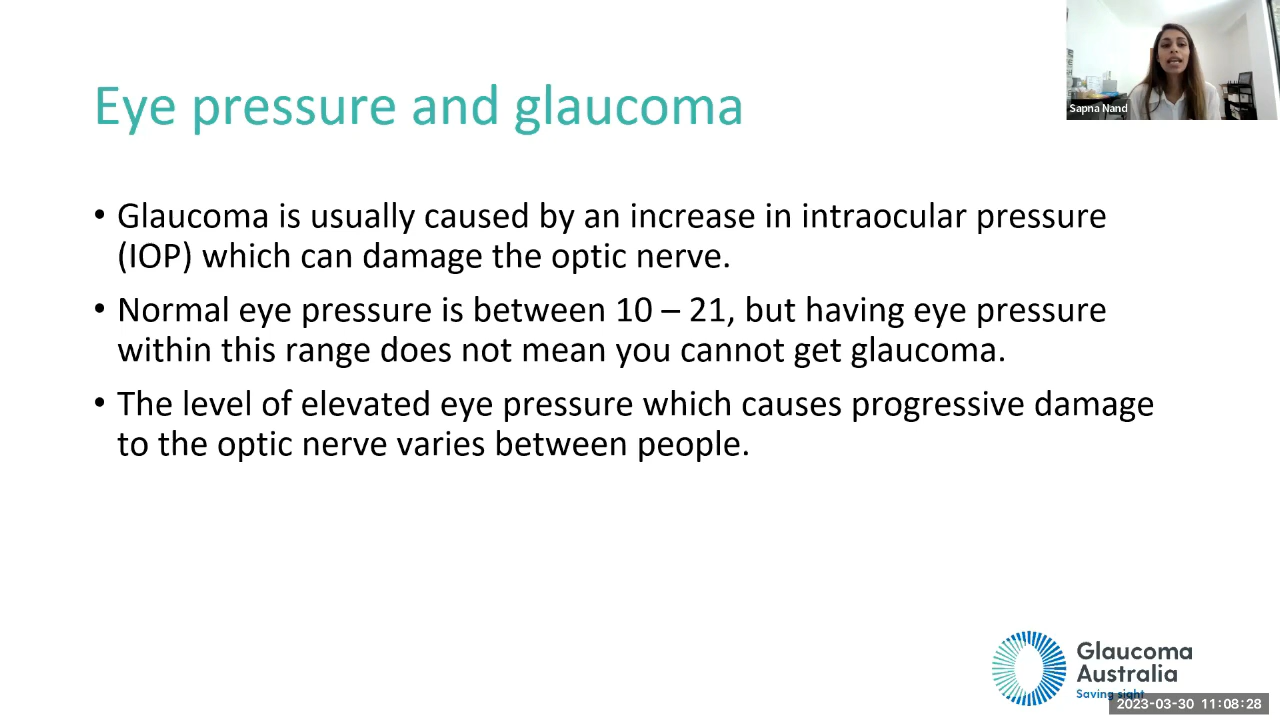 Eye pressure and glaucoma
Sapna Nand
• Glaucoma is usually caused by an increase in intraocular pressure
(IOP) which can damage the optic nerve.
• Normal eye pressure is between 10 – 21, but having eye pressure
within this range does not mean you cannot get glaucoma.
• The level of elevated eye pressure which causes progressive damage
to the optic nerve varies between people.
Glaucoma
Australia
Saving sight
2023-03-30 11:08:28